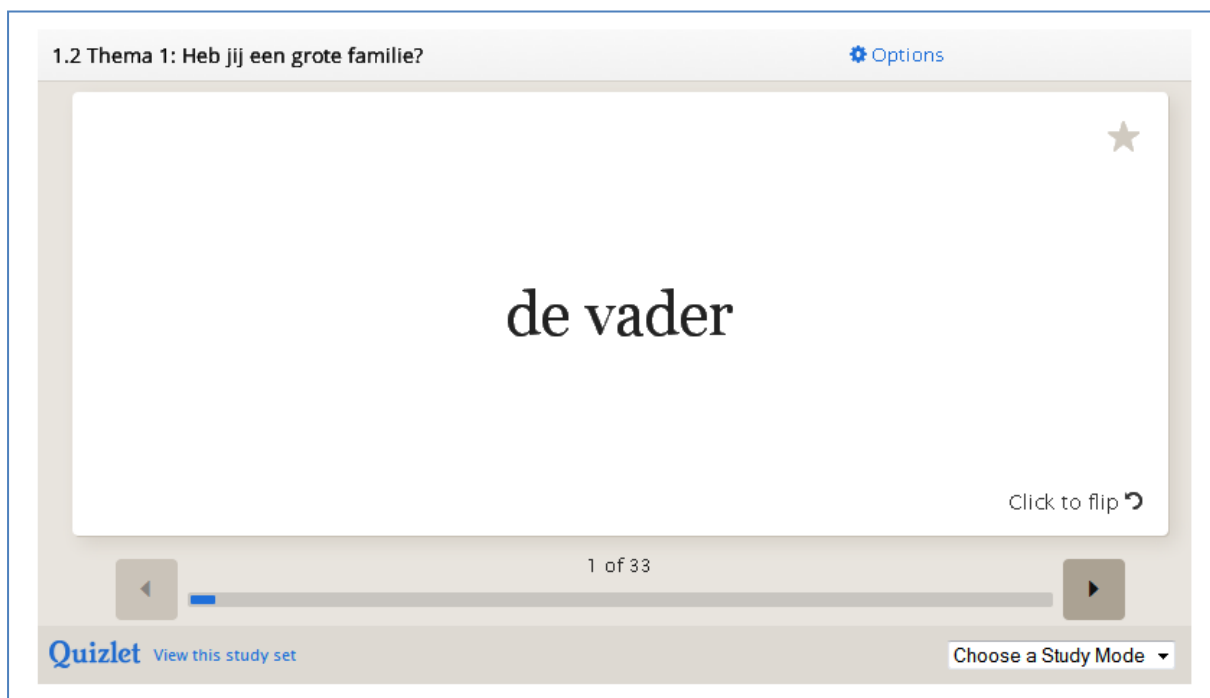 1.2 Thema 1: Heb jij een grote familie?
Options
de vader
Click to flip
1 of 33
Quizlet View this study set
Choose a Study Mode